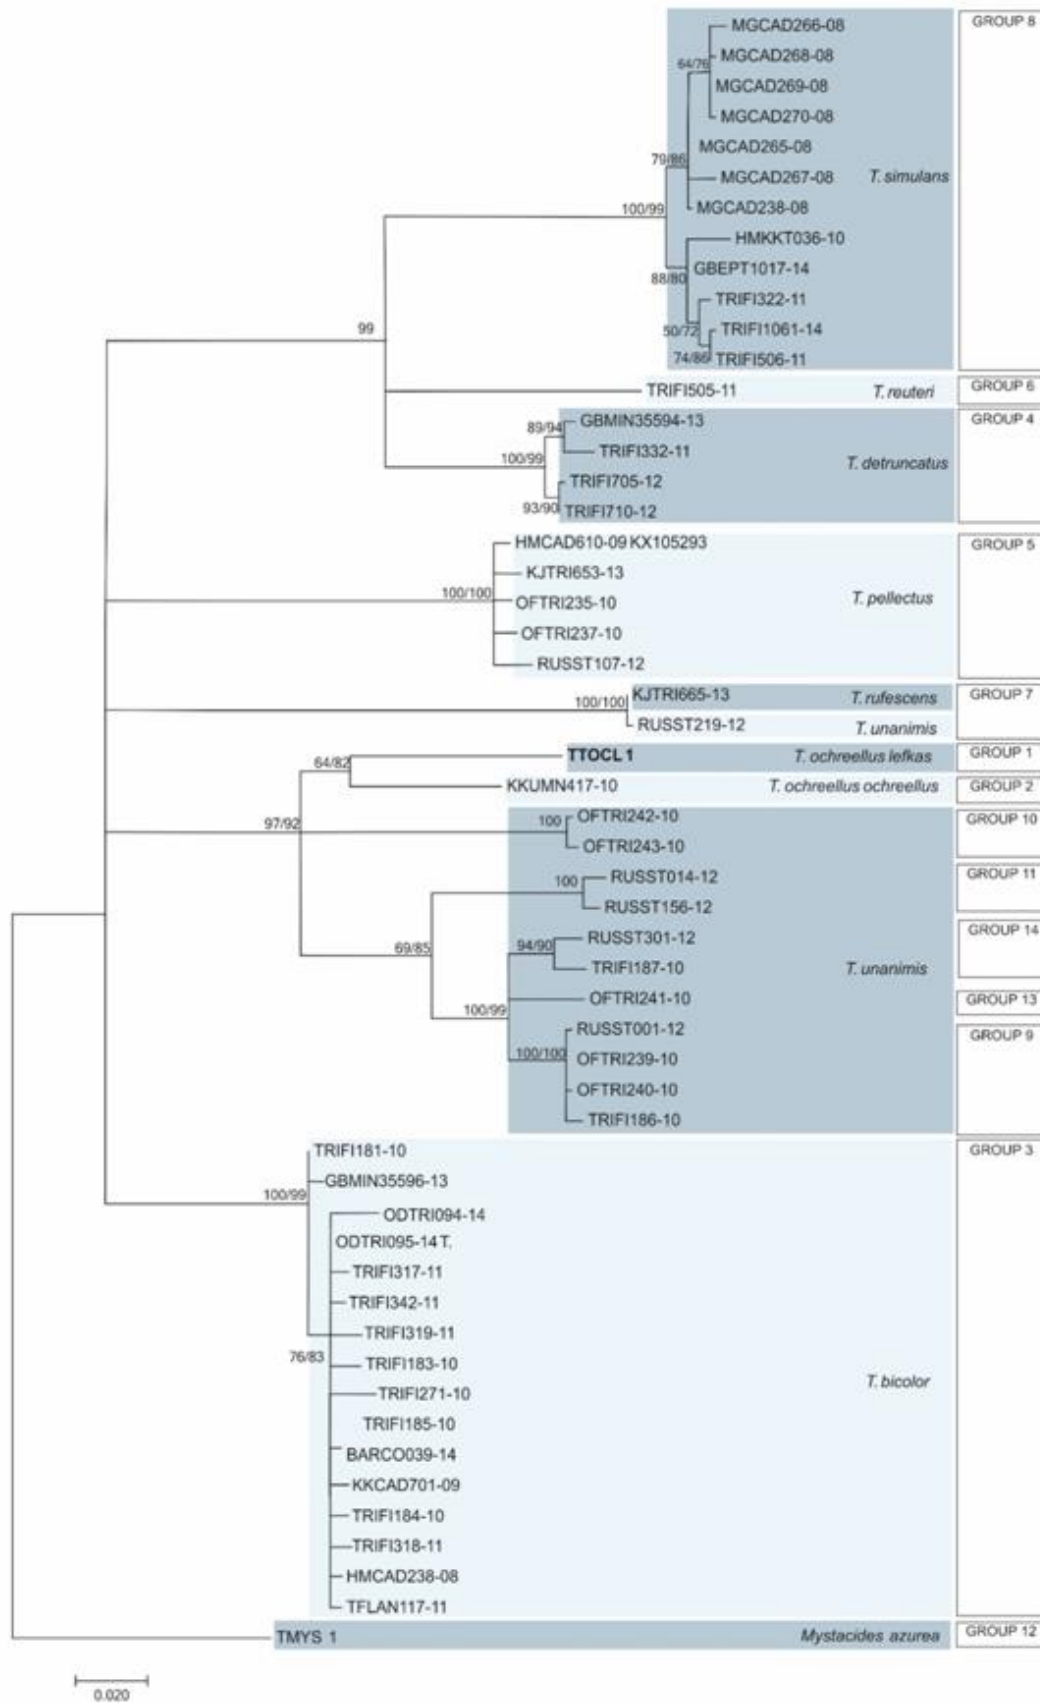 GROUP 8
MGCAD266-08
MGCAD268-08
64/76
MGCAD269-08
MGCAD270-08
MGCAD265-08
79/86
MGCAD267-08
T. simulans
MGCAD238-08
100/99
HMKKT036-10
GBEPT1017-14
88/80
TRIFI322-11
50/72
TRIFI1061-14
74/86
TRIFI506-11
99
TRIFI505-11
T. reuteri
GROUP 6
GBMIN35594-13
GROUP 4
89/94
TRIFI332-11
100/99
T. detruncatus
TRIFI705-12
93/90
TRIFI710-12
HMCAD610-09 KX105293
GROUP 5
KJTRI653-13
100/100
OFTRI235-10
T. pellectus
OFTRI237-10
RUSST107-12
100/100
KJTRI665-13
T. rufescens
GROUP 7
RUSST219-12
T. unanimis
64/82
TTOCL 1
T. ochreellus lefkas
GROUP 1
KKUMN417-10
T. ochreellus ochreellus
GROUP 2
97/92
100
OFTRI242-10
GROUP 10
OFTRI243-10
100
RUSST014-12
GROUP 11
RUSST156-12
69/85
94/90
RUSST301-12
GROUP 14
TRIFI187-10
T. unanimis
OFTRI241-10
GROUP 13
100/99
RUSST001-12
GROUP 9
100/100
OFTRI239-10
OFTRI240-10
TRIFI186-10
TRIFI181-10
GROUP 3
100/99
GBMIN35596-13
ODTRI094-14
ODTRI095-14 T.
TRIFI317-11
TRIFI342-11
TRIFI319-11
76/83
TRIFI183-10
T. bicolor
TRIFI271-10
TRIFI185-10
BARCO039-14
KKCAD701-09
TRIFI184-10
TRIFI318-11
HMCAD238-08
TFLAN117-11
TMYS 1
Mystacides azurea
GROUP 12
0.020